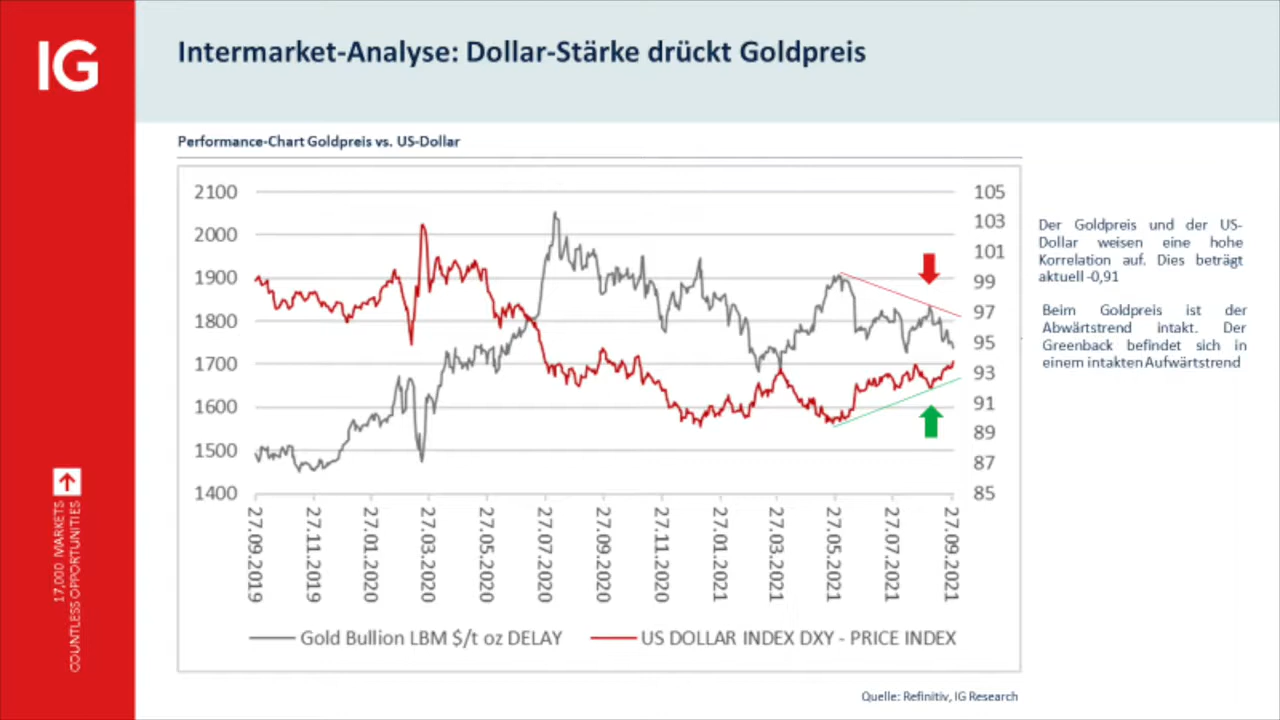 IG
Intermarket-Analyse: Dollar-Stärke drückt Goldpreis
Performance-Chart Goldpreis vs. US-Dollar
2100
2000
1900
1800
1700
1600
1500
1400
105
103
101
99
97
95
93
91
89
87
85
27.09.2019
27.11.2019
27.01.2020
27.03.2020
27.05.2020
27.07.2020
27.09.2020
27.11.2020
27.01.2021
27.03.2021
27.05.2021
27.07.2021
27.09.2021
Gold Bullion LBM $/t oz DELAY
US DOLLAR INDEX DXY - PRICE INDEX
Der Goldpreis und der US-
Dollar weisen eine hohe
Korrelation auf. Dies beträgt
aktuell -0,91
Beim Goldpreis ist der
Abwärtstrend intakt. Der
Greenback befindet sich in
einem intakten Aufwärtstrend
17,000 MARKETS
COUNTLESS OPPORTUNITIES
Quelle: Refinitiv, IG Research